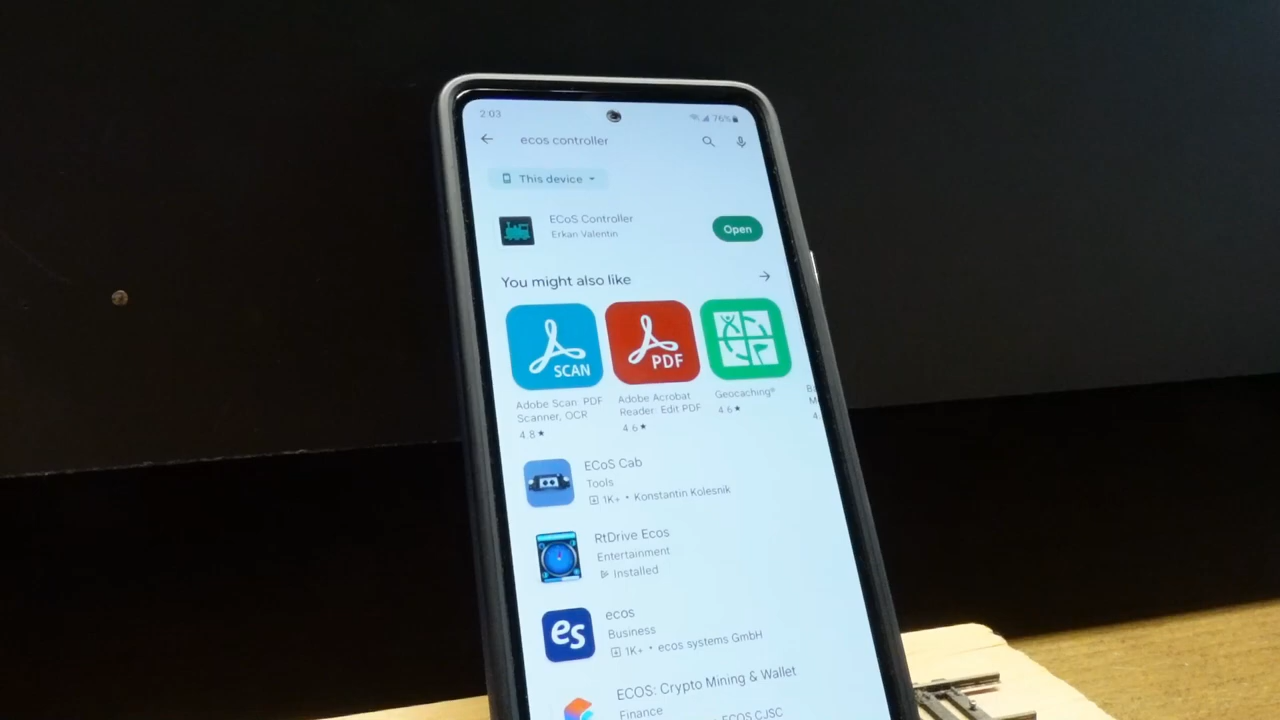 2:03
76%
ecos controller
This device
ECoS Controller
Erkan Valentin
Open
You might also like
SCAN
PDF
Adobe Scan: PDF
Scanner, OCR
4.8★
Adobe Acrobat
Reader: Edit PDF
4.6★
Geocaching®
4.6★
ECoS Cab
Tools
1K+ • Konstantin Kolesnik
RtDrive Ecos
Entertainment
Installed
es
ecos
Business
1K+ • ecos systems GmbH
ECOS: Crypto Mining & Wallet
Finance
ECOS CJSC